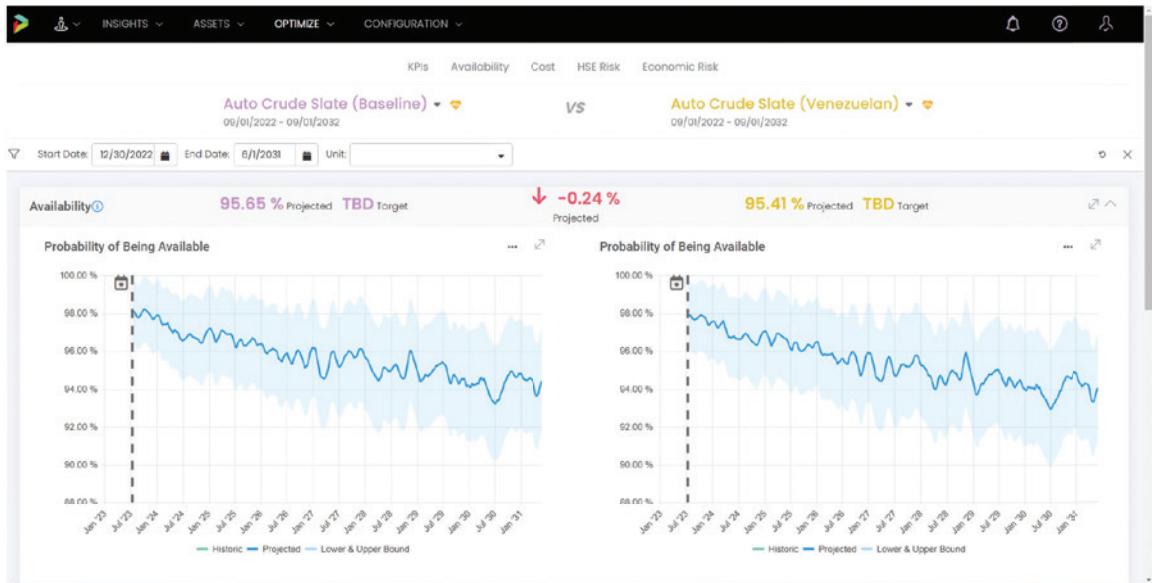 INSIGHTS ASSETS OPTIMIZE CONFIGURATION
KPIs Availability Cost HSE Risk Economic Risk
Auto Crude Slate (Baseline) VS Auto Crude Slate (Venezuelan)
09/01/2022 - 09/01/2032 09/01/2022 - 09/01/2032
Start Date: 12/30/2022 End Date: 6/1/2031 Unit:
Availability 95.65 % Projected TBD Target -0.24 % 95.41 % Projected TBD Target
Projected
Probability of Being Available Probability of Being Available
100.00 % 100.00 %
98.00 % 98.00 %
96.00 % 96.00 %
94.00 % 94.00 %
92.00 % 92.00 %
90.00 % 90.00 %
88.00 % 88.00 %
Jan '23 Jul '23 Jan '24 Jul '24 Jan '25 Jul '25 Jan '26 Jul '26 Jan '27 Jul '27 Jan '28 Jul '28 Jan '29 Jul '29 Jan '30 Jul '30 Jan '31 Jan '23 Jul '23 Jan '24 Jul '24 Jan '25 Jul '25 Jan '26 Jul '26 Jan '27 Jul '27 Jan '28 Jul '28 Jan '29 Jul '29 Jan '30 Jul '30 Jan '31
Historic Projected Lower & Upper Bound Historic Projected Lower & Upper Bound